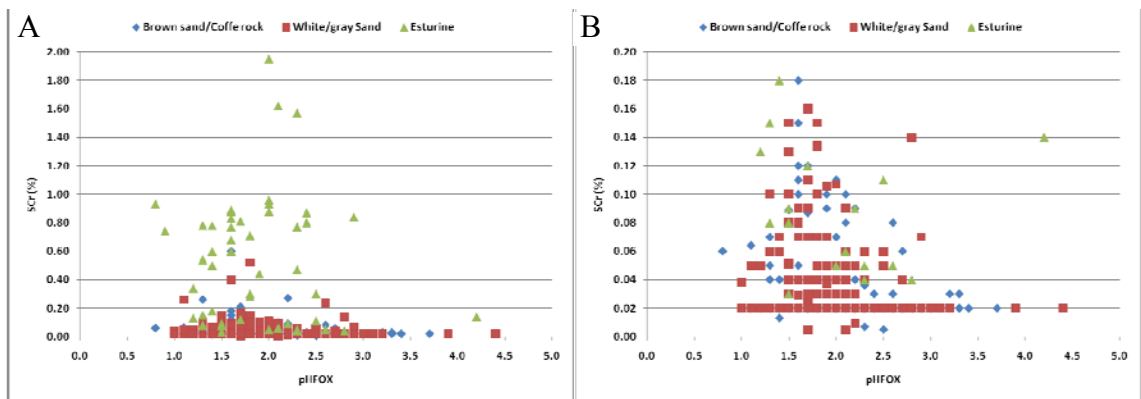 A
Brown sand/Coffe rock White/gray Sand Esturine
2.00
1.80
1.60
1.40
1.20
1.00
0.80
0.60
0.40
0.20
0.00
SCr (%)
0.0 1.0 1.5 2.0 2.5 3.0 3.5 4.0 4.5 5.0
pHFOX
B
Brown sand/Coffe rock White/gray Sand Esturine
0.20
0.18
0.16
0.14
0.12
0.10
0.08
0.06
0.04
0.02
0.00
SCr (%)
0.0 1.0 1.5 2.0 2.5 3.0 3.5 4.0 4.5 5.0
pHFOX